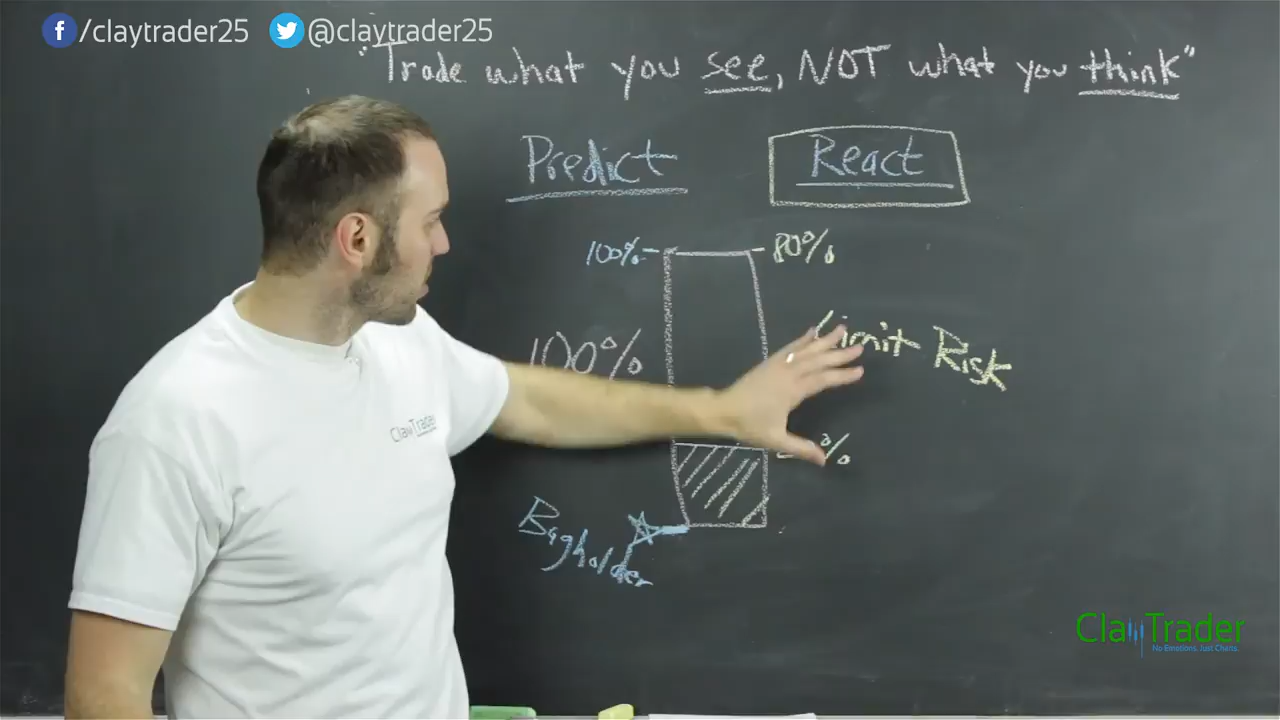 /claytrader25 @claytrader25
"Trade what you see, NOT what you think"
Predict React
100% 80%
100% Limit Risk
%
Bagholder
ClayTrader
ClayTrader
No Emotions. Just Charts.